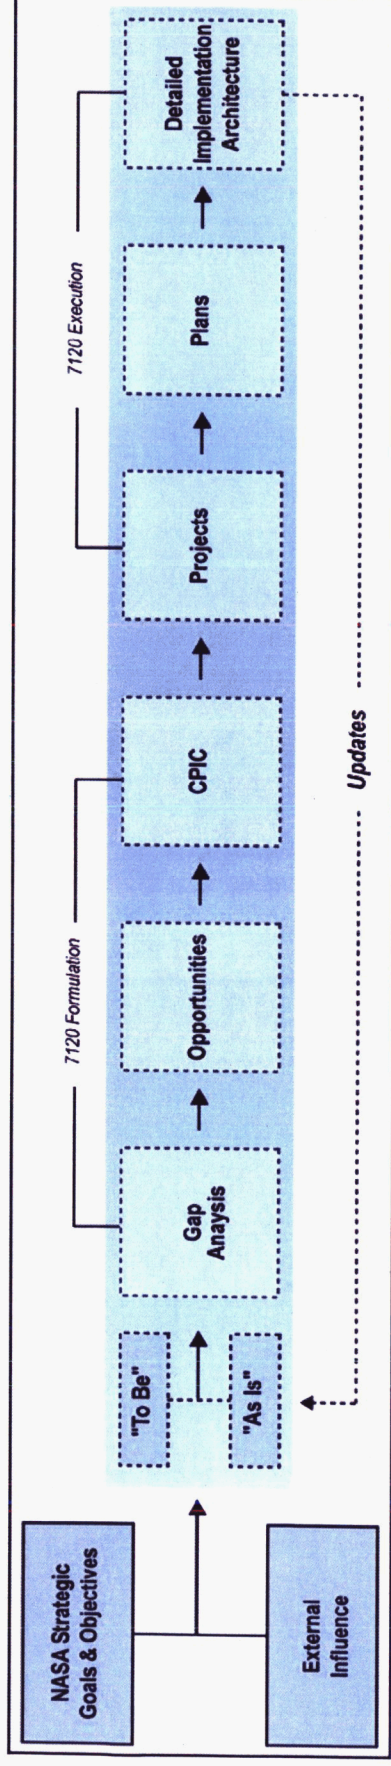 NASA Strategic
Goals & Objectives
External
Influence
"To Be"
"As Is"
7120 Formulation
Gap
Anaysis
Opportunities
CPIC
7120 Execution
Projects
Plans
Detailed
Implementation
Architecture
Updates